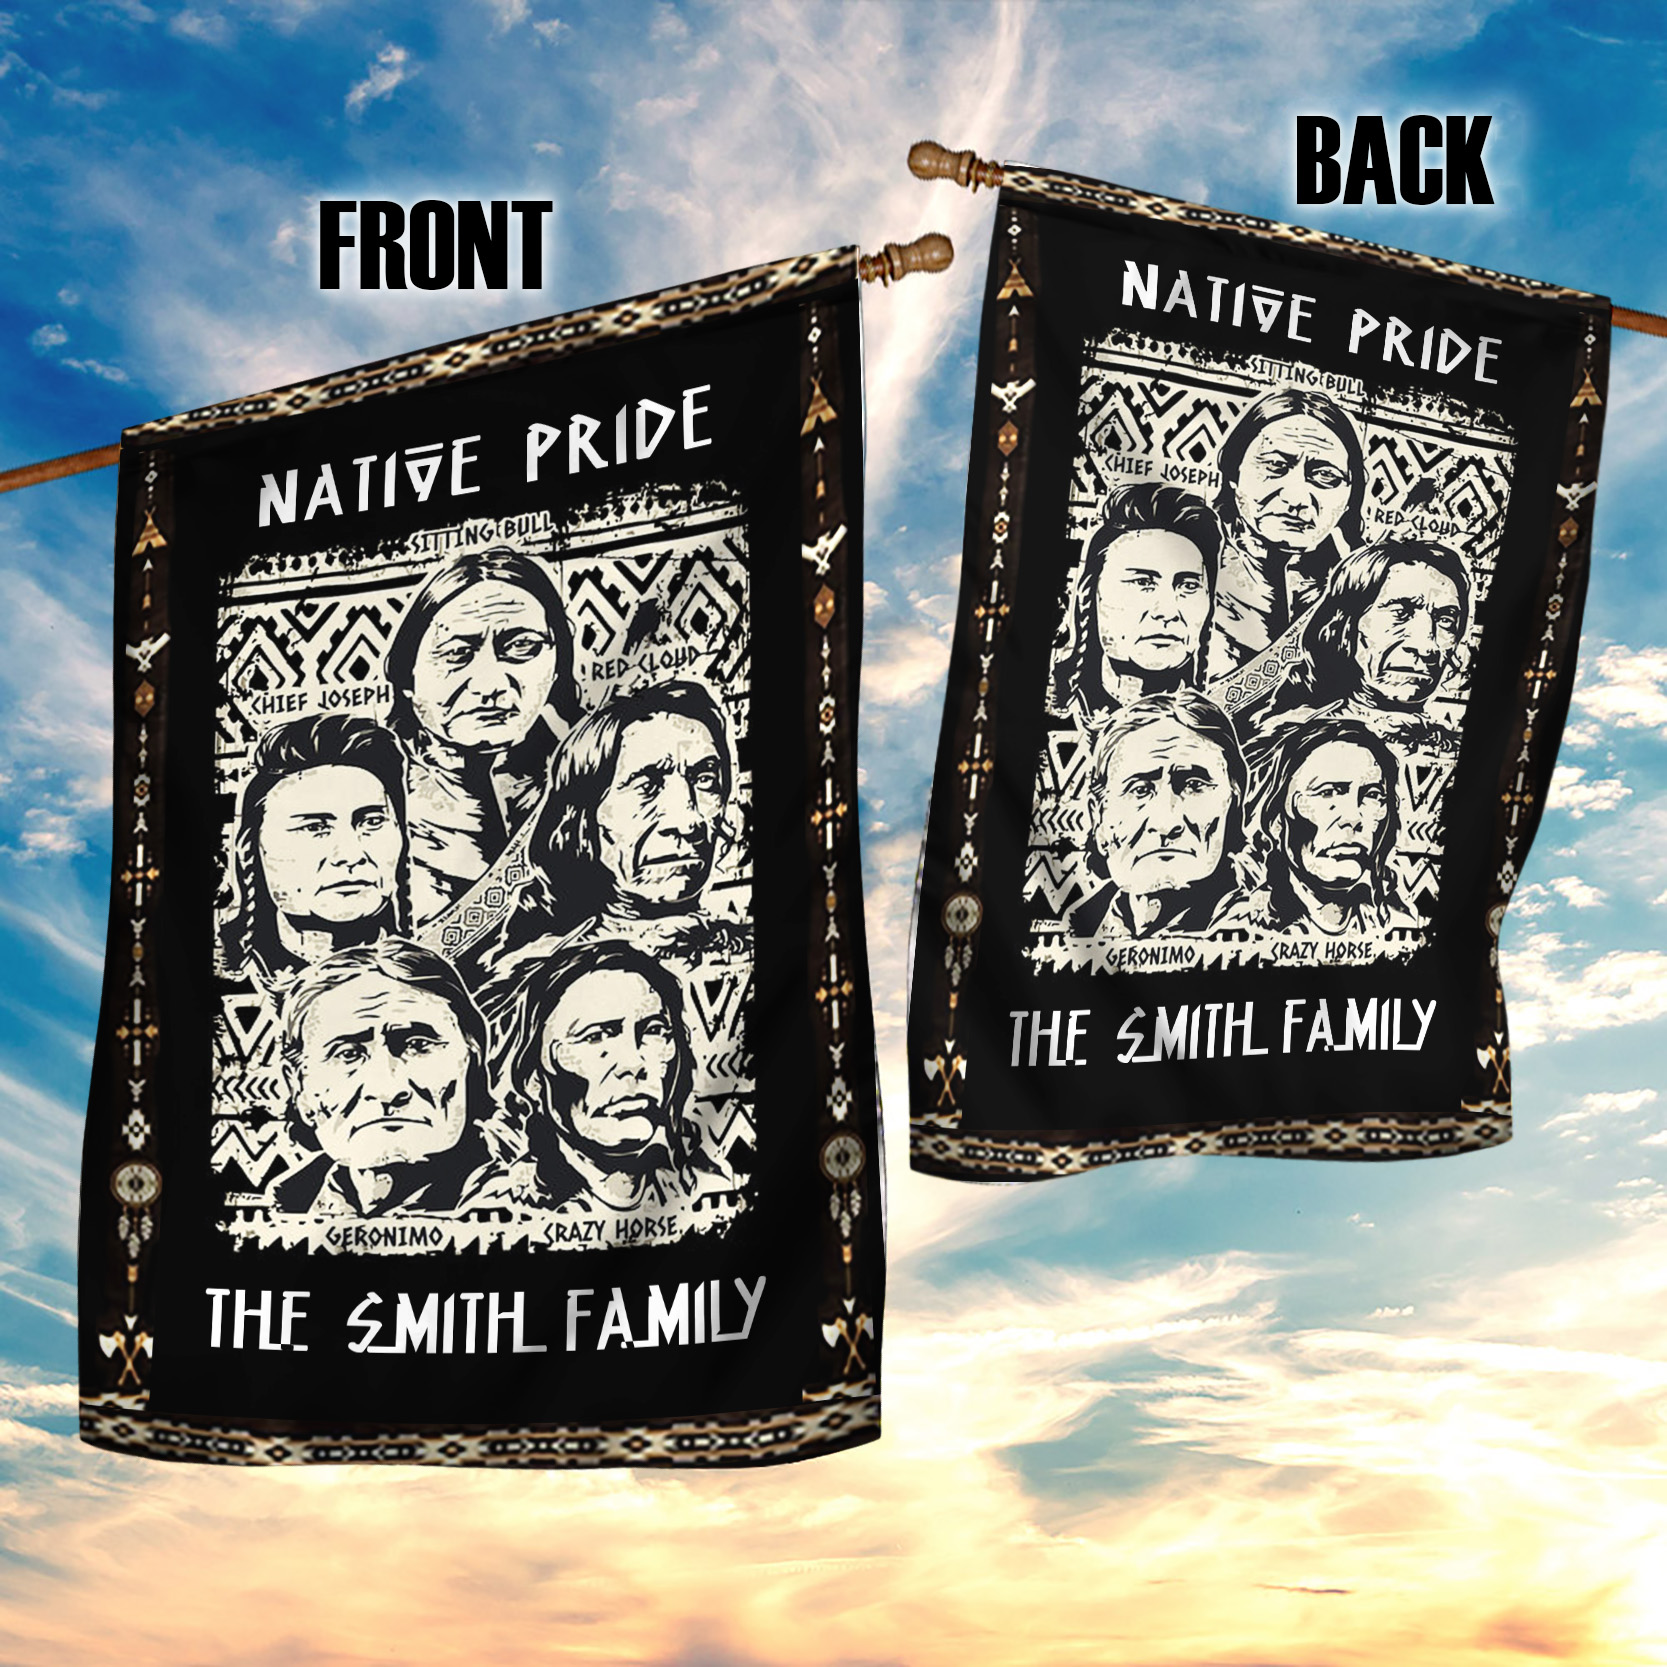 FRONT
NATIVE PRIDE
SITTING BULL
RED CLOUD
CHIEF JOSEPH
GERONIMO
CRAZY HORSE
THE SMITH FAMILY
BACK
NATIVE PRIDE
SITTING BULL
CHIEF JOSEPH
RED CLOUD
GERONIMO
CRAZY HORSE
THE SMITH FAMILY